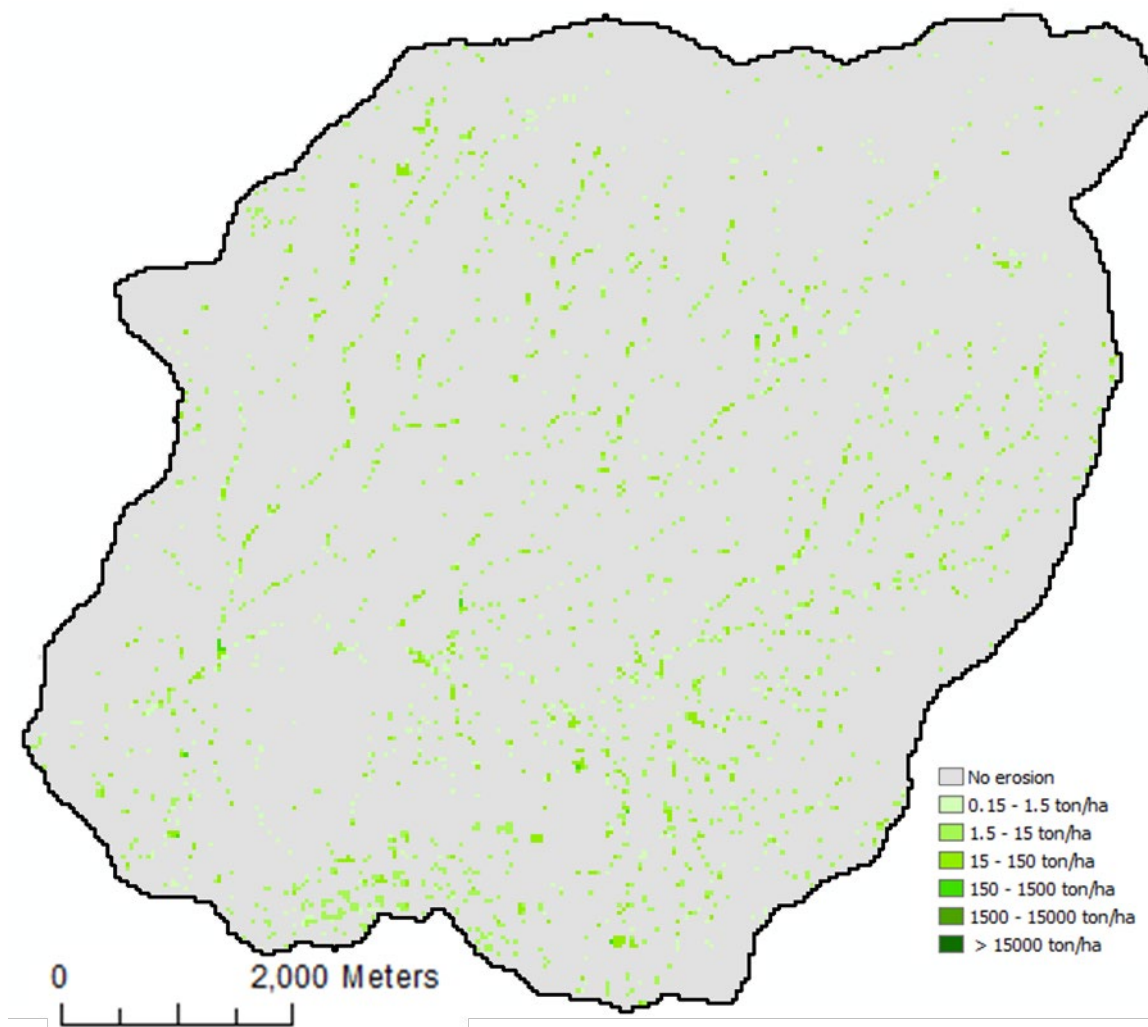 No erosion
0.15 - 1.5 ton/ha
1.5 - 15 ton/ha
15 - 150 ton/ha
150 - 1500 ton/ha
1500 - 15000 ton/ha
> 15000 ton/ha
0 2,000 Meters